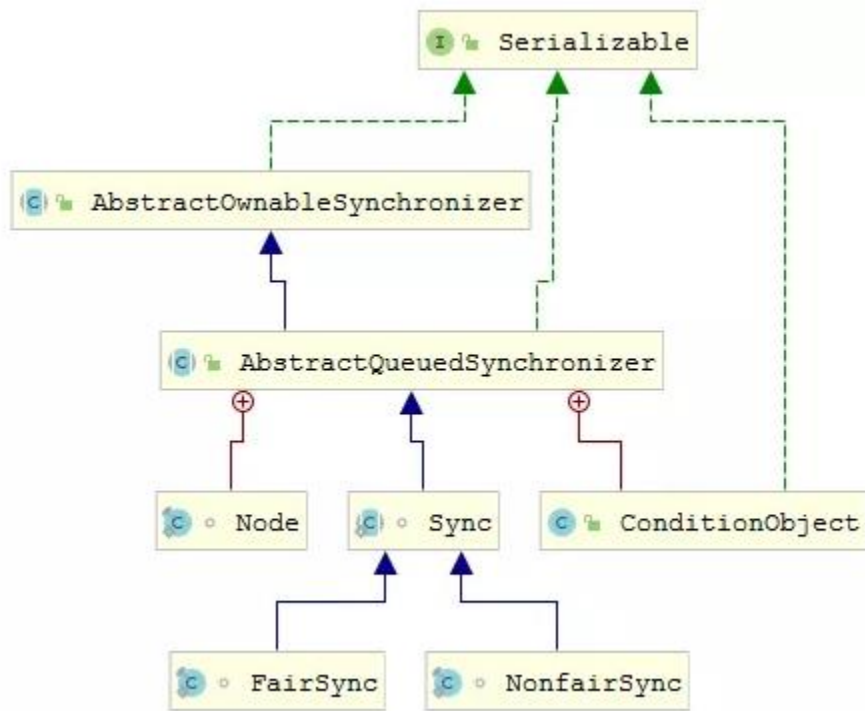 I Serializable
C AbstractOwnableSynchronizer
C AbstractQueuedSynchronizer
C Node
C Sync
C ConditionObject
C FairSync
C NonfairSync